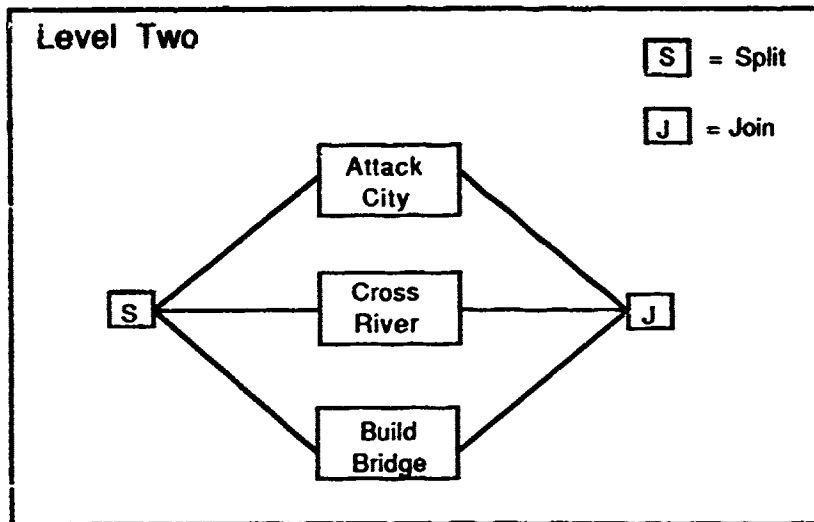 Level Two
S = Split
J = Join
Attack
City
S
Cross
River
J
Build
Bridge